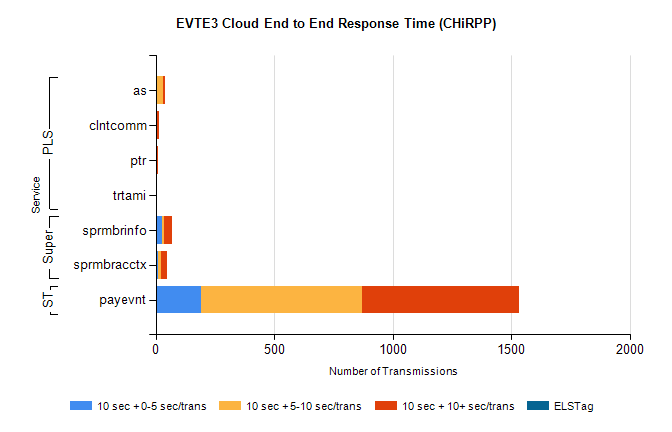 EVTE3 Cloud End to End Response Time (CHiRPP)
as
clntcomm
ptr
trtami
sprmbrinfo
sprmbracctx
payevnt
PLS
Super
ST
Service
0
500
1000
1500
2000
Number of Transmissions
10 sec +0-5 sec/trans
10 sec +5-10 sec/trans
10 sec + 10+ sec/trans
ELSTag